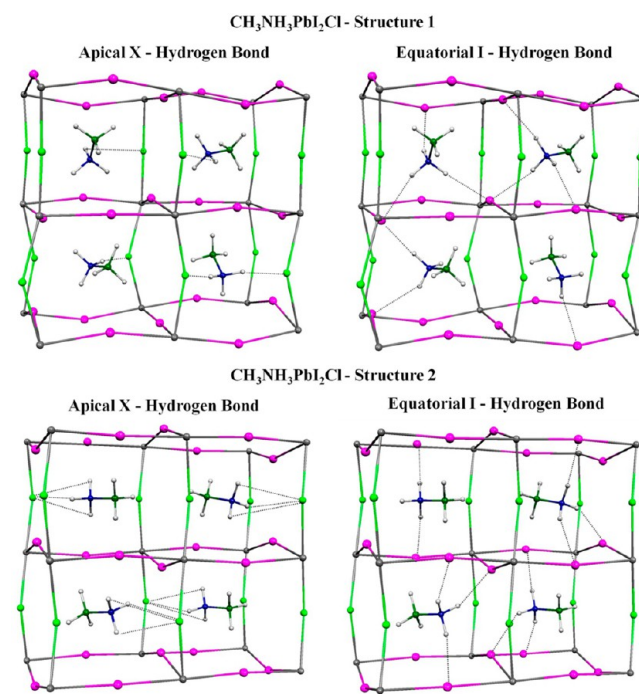 CH₃NH₃PbI₂Cl - Structure 1
Apical X - Hydrogen Bond
Equatorial I - Hydrogen Bond
CH₃NH₃PbI₂Cl - Structure 2
Apical X - Hydrogen Bond
Equatorial I - Hydrogen Bond